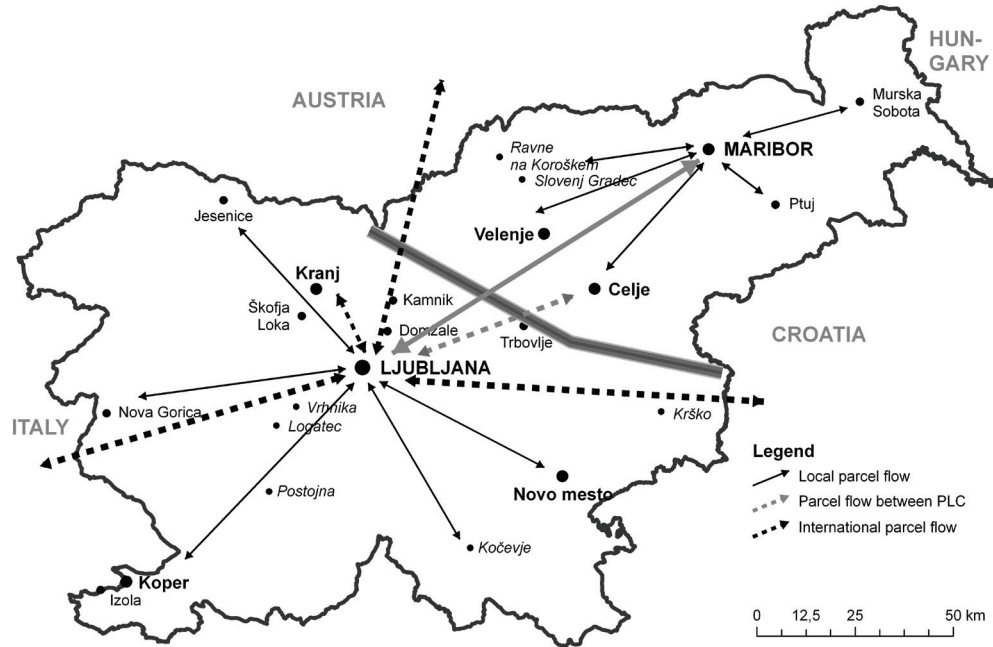 HUN-
GARY
AUSTRIA
Murska
Sobota
MARIBOR
Ravne
na Koroškem
Slovenj Gradec
Ptuj
Jesenice
Velenje
Kranj
Celje
Kamnik
Škofja
Loka
Domzale
Trbovlje
CROATIA
LJUBLJANA
Nova Gorica
Vrhnika
Logatec
Krško
ITALY
Postojna
Novo mesto
Kočevje
Koper
Izola
Legend
Local parcel flow
Parcel flow between PLC
International parcel flow
0 12,5 25 50 km